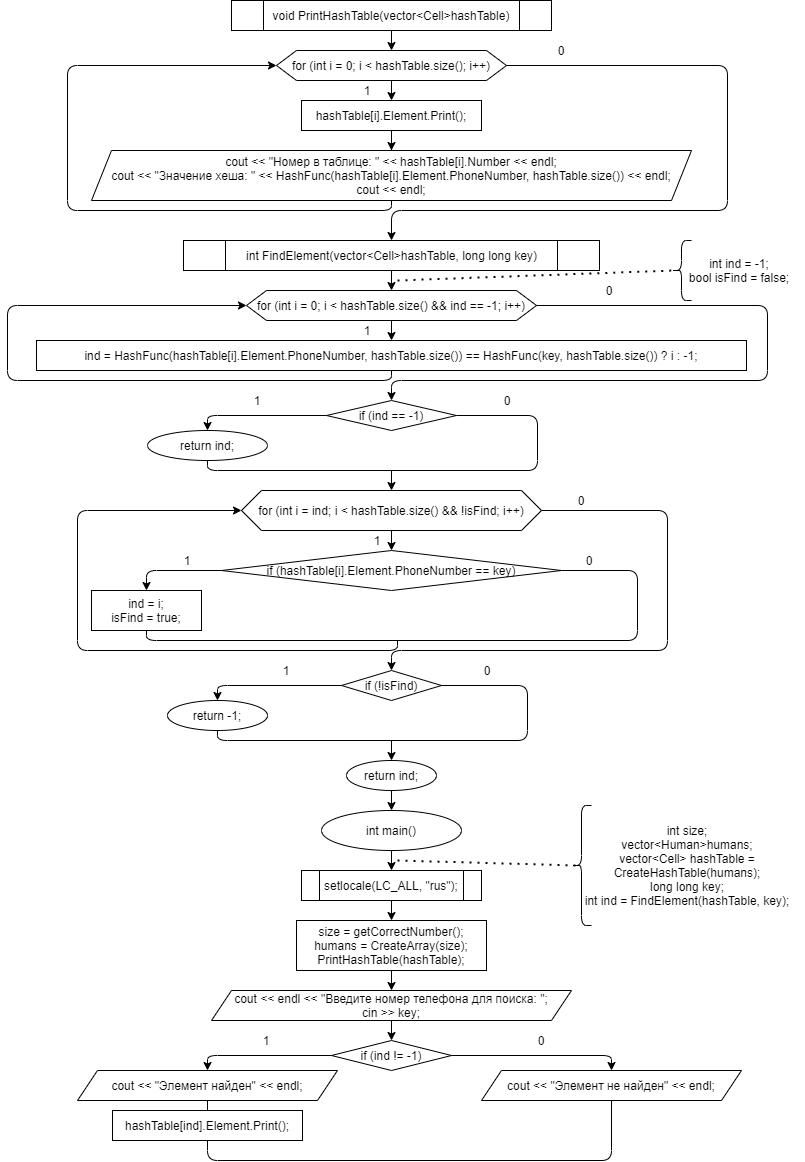 void PrintHashTable(vector<Cell>hashTable)
0
for (int i = 0; i < hashTable.size(); i++)
1
hashTable[i].Element.Print();
cout << "Номер в таблице: " << hashTable[i].Number << endl;
cout << "Значение хеша: " << HashFunc(hashTable[i].Element.PhoneNumber, hashTable.size()) << endl;
cout << endl;
int FindElement(vector<Cell>hashTable, long long key)
int ind = -1;
bool isFind = false;
0
for (int i = 0; i < hashTable.size() && ind == -1; i++)
1
ind = HashFunc(hashTable[i].Element.PhoneNumber, hashTable.size()) == HashFunc(key, hashTable.size()) ? i : -1;
1
0
if (ind == -1)
return ind;
0
for (int i = ind; i < hashTable.size() && !isFind; i++)
1
1
0
if (hashTable[i].Element.PhoneNumber == key)
ind = i;
isFind = true;
1
0
if (!isFind)
return -1;
return ind;
int main()
int size;
vector<Human>humans;
vector<Cell> hashTable =
CreateHashTable(humans);
long long key;
int ind = FindElement(hashTable, key);
setlocale(LC_ALL, "rus");
size = getCorrectNumber();
humans = CreateArray(size);
PrintHashTable(hashTable);
cout << endl << "Введите номер телефона для поиска: ";
cin >> key;
1
0
if (ind != -1)
cout << "Элемент найден" << endl;
cout << "Элемент не найден" << endl;
hashTable[ind].Element.Print();